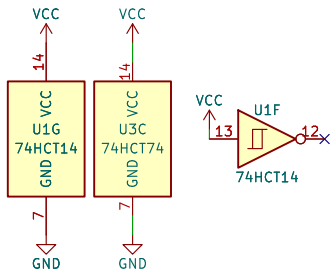 VCC
14
VCC
U1G
74HCT14
GND
7
GND
VCC
14
VCC
U3C
74HCT74
GND
7
GND
VCC
U1F
13
12
74HCT14